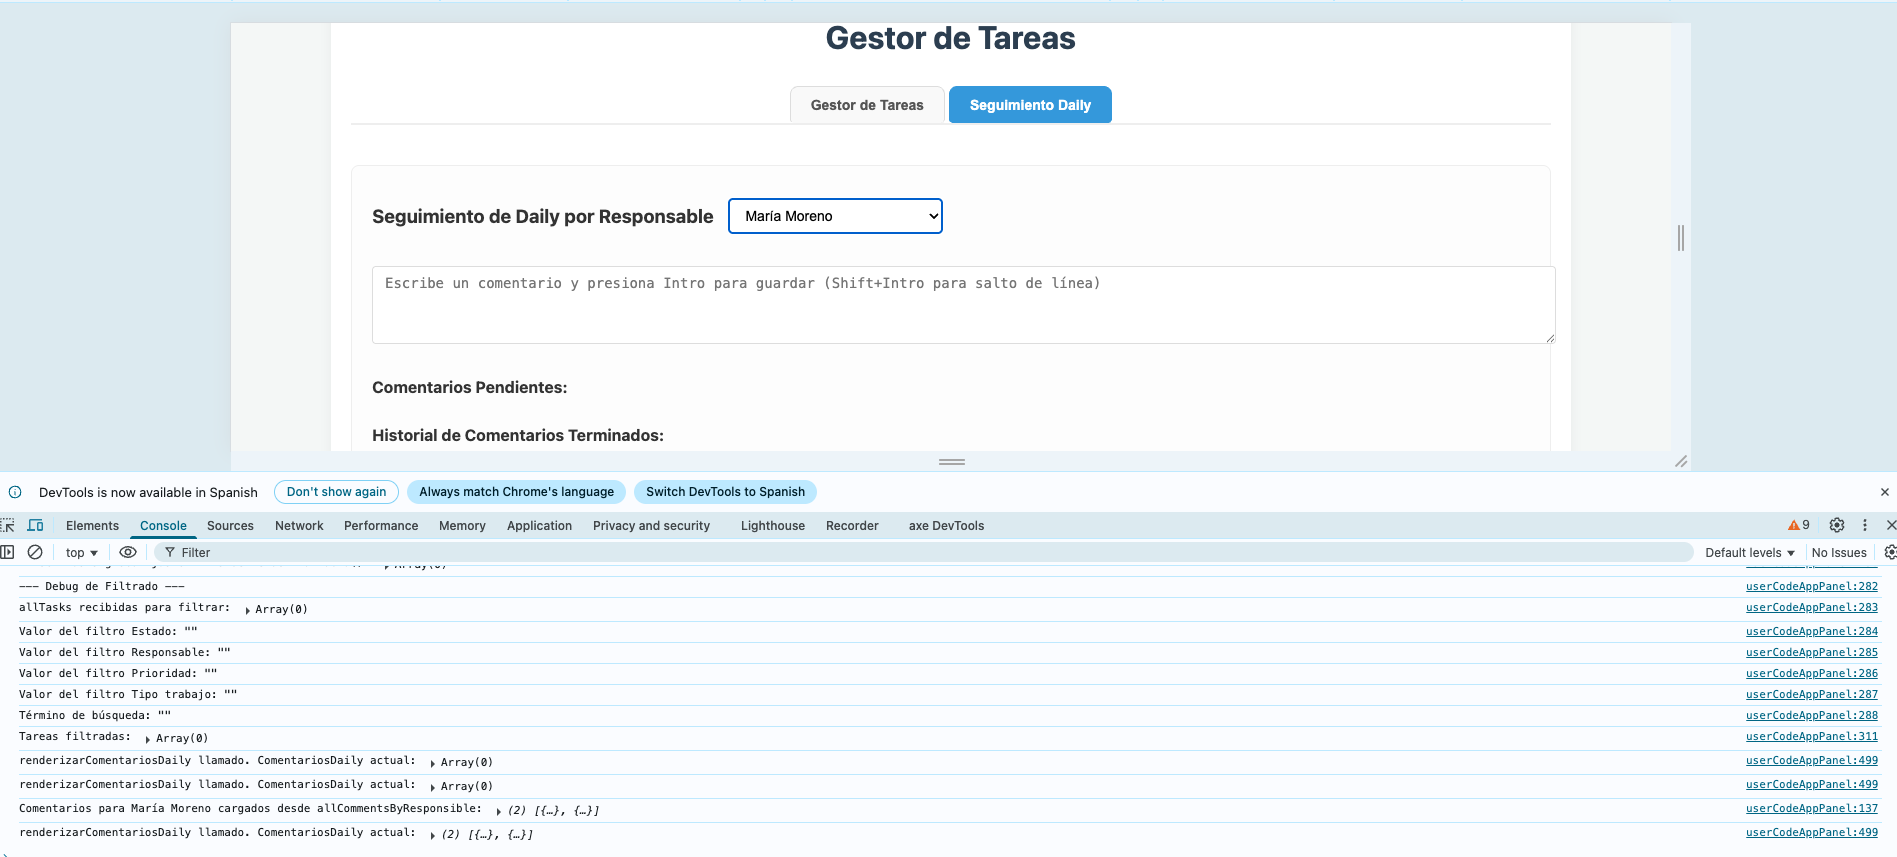 Gestor de Tareas
Gestor de Tareas
Seguimiento Daily
Seguimiento de Daily por Responsable
María Moreno
Escribe un comentario y presiona Intro para guardar (Shift+Intro para salto de línea)
Comentarios Pendientes:
Historial de Comentarios Terminados:
DevTools is now available in Spanish
Don't show again
Always match Chrome's language
Switch DevTools to Spanish
Elements
Console
Sources
Network
Performance
Memory
Application
Privacy and security
Lighthouse
Recorder
axe DevTools
9
top
Filter
Default levels
No Issues
--- Debug de Filtrado --- userCodeAppPanel:282
allTasks recibidas para filtrar: Array(0) userCodeAppPanel:283
Valor del filtro Estado: "" userCodeAppPanel:284
Valor del filtro Responsable: "" userCodeAppPanel:285
Valor del filtro Prioridad: "" userCodeAppPanel:286
Valor del filtro Tipo trabajo: "" userCodeAppPanel:287
Término de búsqueda: "" userCodeAppPanel:288
Tareas filtradas: Array(0) userCodeAppPanel:311
renderizarComentariosDaily llamado. ComentariosDaily actual: Array(0) userCodeAppPanel:499
renderizarComentariosDaily llamado. ComentariosDaily actual: Array(0) userCodeAppPanel:499
Comentarios para María Moreno cargados desde allCommentsByResponsible: (2) [{…}, {…}] userCodeAppPanel:137
renderizarComentariosDaily llamado. ComentariosDaily actual: (2) [{…}, {…}] userCodeAppPanel:499